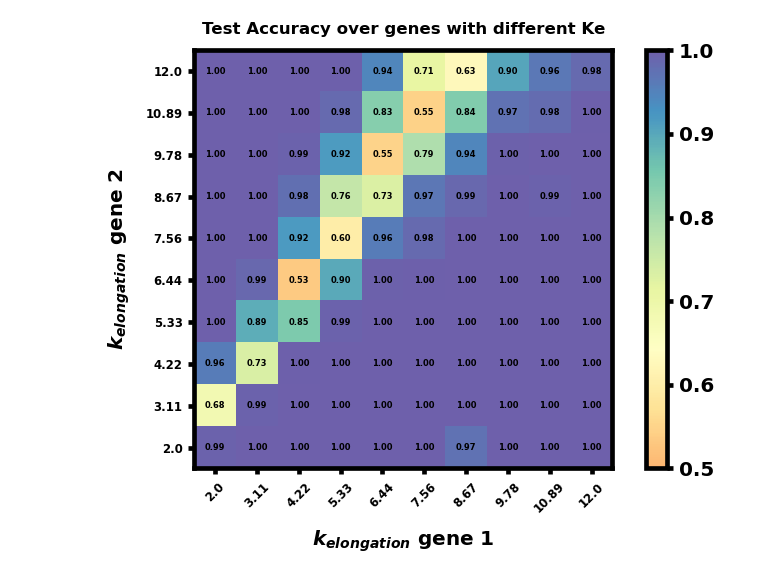 Test Accuracy over genes with different Ke
12.0 1.00 1.00 1.00 1.00 0.94 0.71 0.63 0.90 0.96 0.98
10.89 1.00 1.00 1.00 0.98 0.83 0.55 0.84 0.97 0.98 1.00
9.78 1.00 1.00 0.99 0.92 0.55 0.79 0.94 1.00 1.00 1.00
8.67 1.00 1.00 0.98 0.76 0.73 0.97 0.99 1.00 0.99 1.00
7.56 1.00 1.00 0.92 0.60 0.96 0.98 1.00 1.00 1.00 1.00
6.44 1.00 0.99 0.53 0.90 1.00 1.00 1.00 1.00 1.00 1.00
5.33 1.00 0.89 0.85 0.99 1.00 1.00 1.00 1.00 1.00 1.00
4.22 0.96 0.73 1.00 1.00 1.00 1.00 1.00 1.00 1.00 1.00
3.11 0.68 0.99 1.00 1.00 1.00 1.00 1.00 1.00 1.00 1.00
2.0 0.99 1.00 1.00 1.00 1.00 1.00 0.97 1.00 1.00 1.00
2.0 3.11 4.22 5.33 6.44 7.56 8.67 9.78 10.89 12.0
k_elongation gene 1
k_elongation gene 2
1.0
0.9
0.8
0.7
0.6
0.5